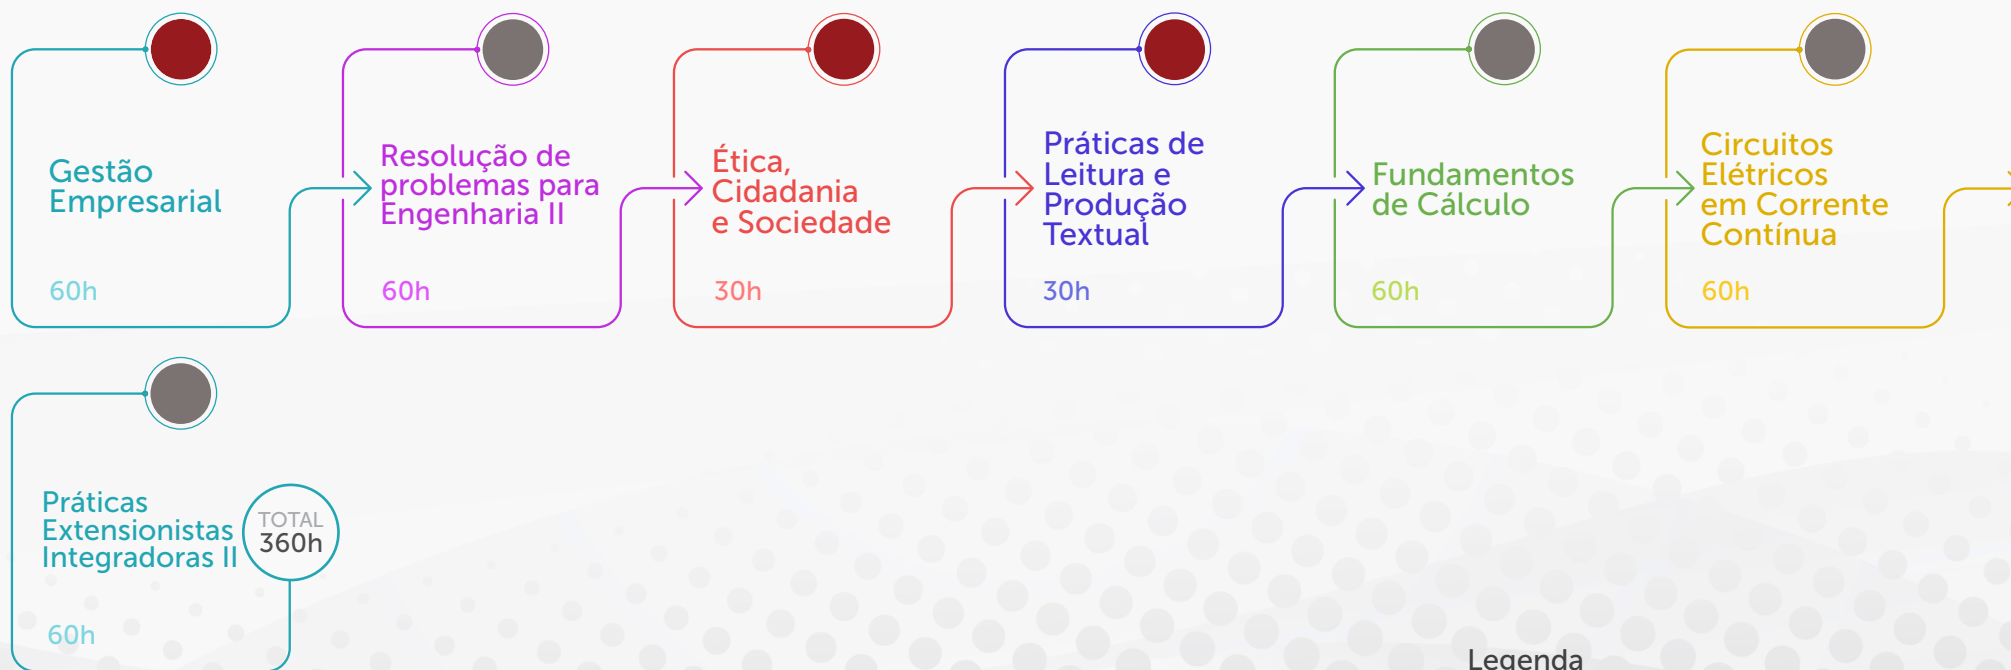 Gestão
Empresarial
60h
Resolução de
problemas para
Engenharia II
60h
Ética,
Cidadania
e Sociedade
30h
Práticas de
Leitura e
Produção
Textual
30h
Fundamentos
de Cálculo
60h
Circuitos
Elétricos
em Corrente
Contínua
60h
Práticas
Extensionistas
Integradoras II
60h
TOTAL
360h
Legenda